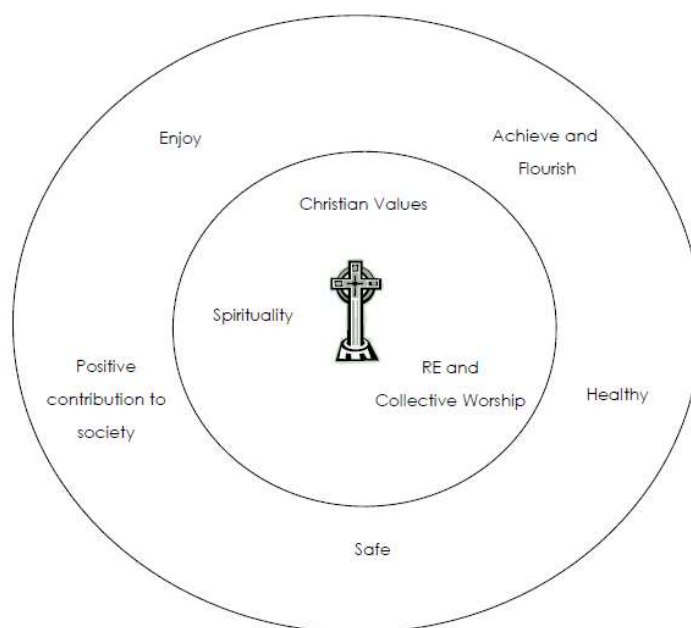 Enjoy
Achieve and
Flourish
Christian Values
Spirituality
RE and
Collective Worship
Positive
contribution to
society
Healthy
Safe